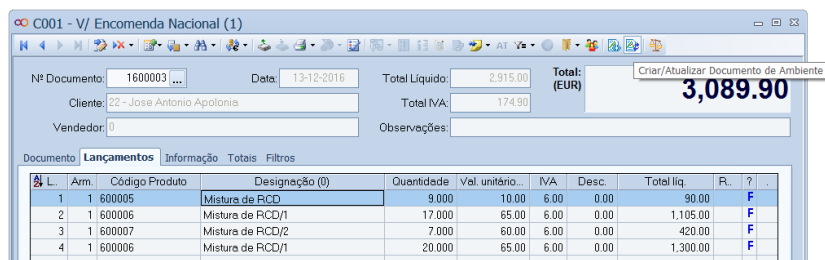 C001 - V/ Encomenda Nacional (1)
Nº Documento: 1600003 ... Data: 13-12-2016 Total Líquido: 2,915.00 Total: (EUR) 3,089.90
Criar/Atualizar Documento de Ambiente
Cliente: 22 - Jose Antonio Apolonia Total IVA: 174.90
Vendedor: 0 Observações:
Documento Lançamentos Informação Totais Filtros
L. Arm. Código Produto Designação (0) Quantidade Val. unitário... IVA Desc. Total líq. R.. ? .
1 1 600005 Mistura de RCD 9.000 10.00 6.00 0.00 90.00 F
2 1 600006 Mistura de RCD/1 17.000 65.00 6.00 0.00 1,105.00 F
3 1 600007 Mistura de RCD/2 7.000 60.00 6.00 0.00 420.00 F
4 1 600006 Mistura de RCD/1 20.000 65.00 6.00 0.00 1,300.00 F